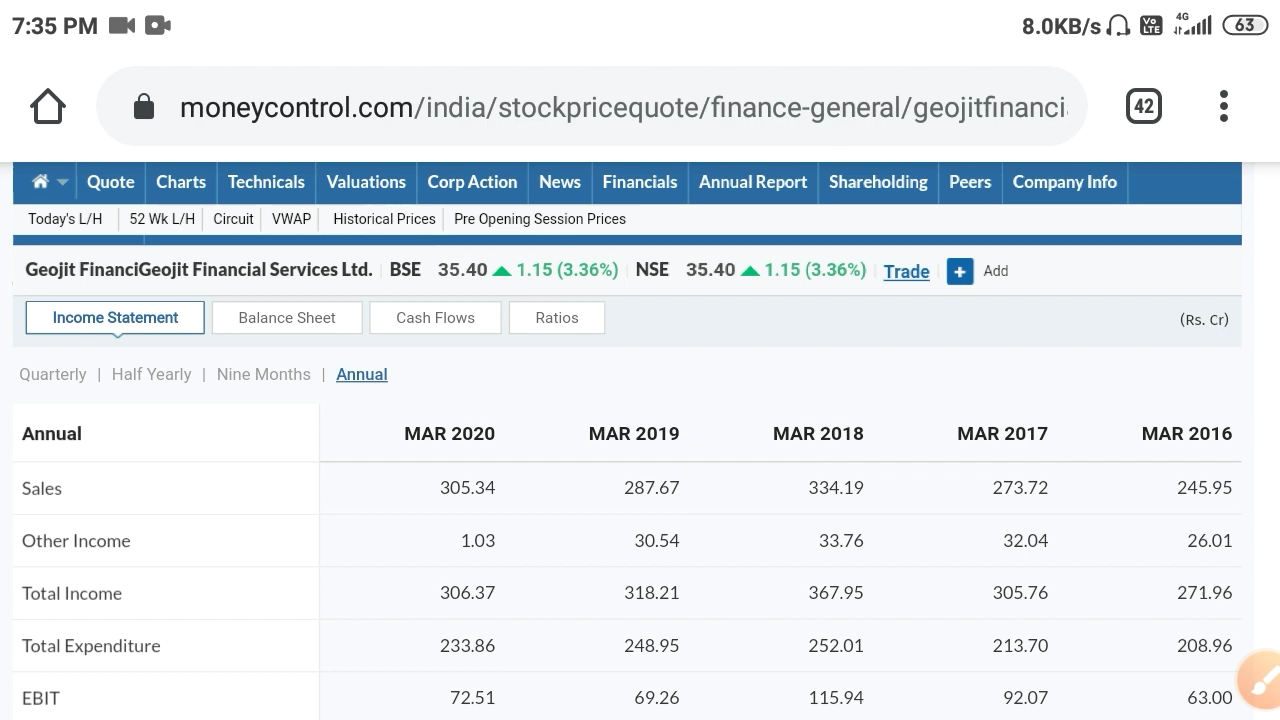 7:35 PM 8.0KB/s Vo LTE 4G 63
moneycontrol.com/india/stockpricequote/finance-general/geojitfinanci 42
Quote Charts Technicals Valuations Corp Action News Financials Annual Report Shareholding Peers Company Info
Today's L/H 52 Wk L/H Circuit VWAP Historical Prices Pre Opening Session Prices
Geojit FinanciGeojit Financial Services Ltd. BSE 35.40 1.15 (3.36%) NSE 35.40 1.15 (3.36%) Trade + Add
Income Statement Balance Sheet Cash Flows Ratios (Rs. Cr)
Quarterly | Half Yearly | Nine Months | Annual
Annual MAR 2020 MAR 2019 MAR 2018 MAR 2017 MAR 2016
Sales 305.34 287.67 334.19 273.72 245.95
Other Income 1.03 30.54 33.76 32.04 26.01
Total Income 306.37 318.21 367.95 305.76 271.96
Total Expenditure 233.86 248.95 252.01 213.70 208.96
EBIT 72.51 69.26 115.94 92.07 63.00